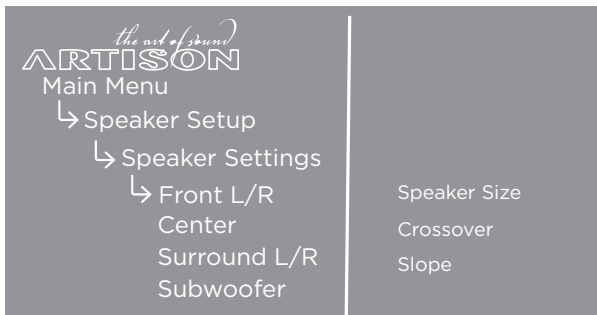 the art of sound
ARTISON
Main Menu
Speaker Setup
Speaker Settings
Front L/R
Center
Surround L/R
Subwoofer
Speaker Size
Crossover
Slope